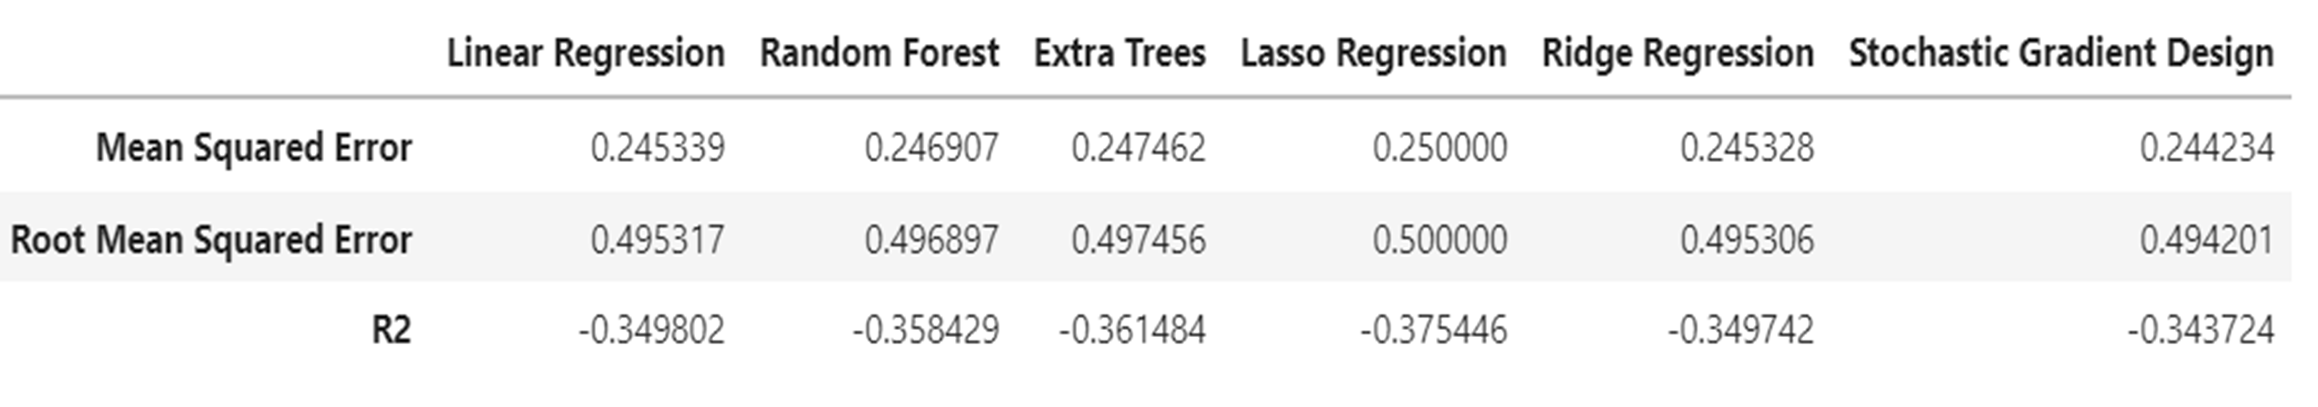 Linear Regression Random Forest Extra Trees Lasso Regression Ridge Regression Stochastic Gradient Design
Mean Squared Error 0.245339 0.246907 0.247462 0.250000 0.245328 0.244234
Root Mean Squared Error 0.495317 0.496897 0.497456 0.500000 0.495306 0.494201
R2 -0.349802 -0.358429 -0.361484 -0.375446 -0.349742 -0.343724